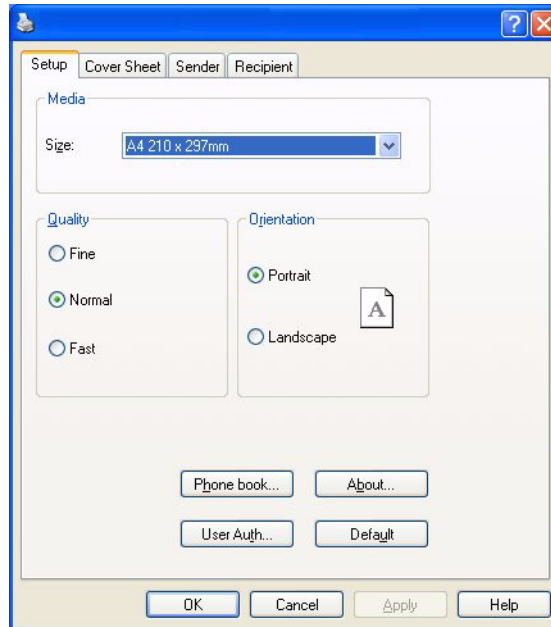 Setup Cover Sheet Sender Recipient
Media
Size: A4 210 x 297mm
Quality
Fine
Normal
Fast
Orientation
Portrait
Landscape
A
Phone book... About...
User Auth... Default
OK Cancel Apply Help